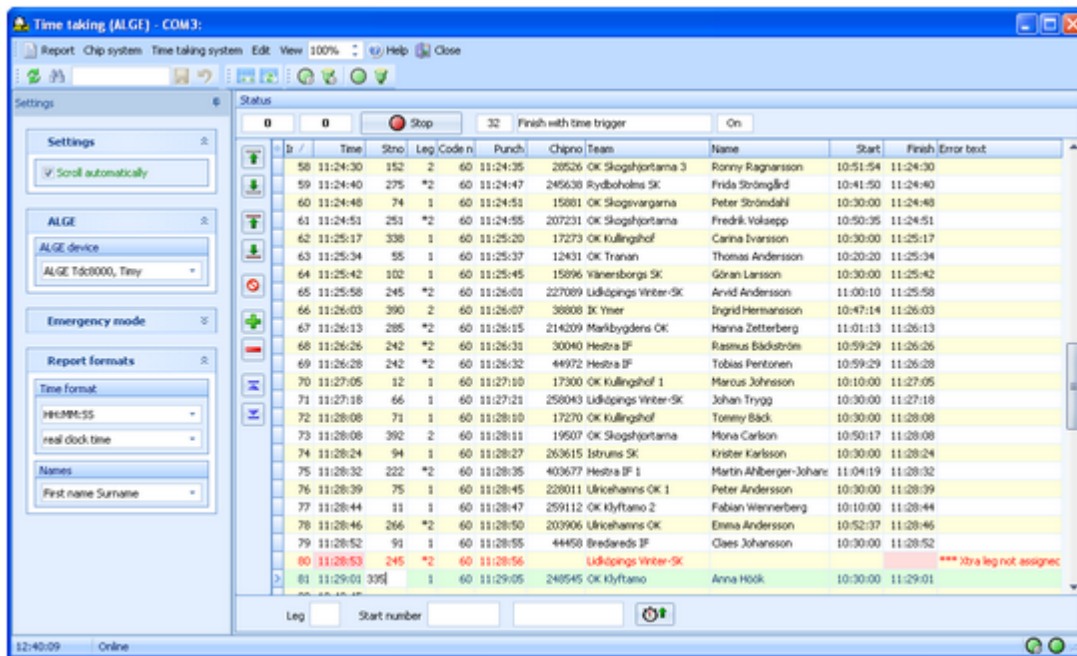 Time taking (ALGE) - COM3:
Report Chip system Time taking system Edit View 100% Help Close
Settings
Settings
Scroll automatically
ALGE
ALGE device
ALGE Tdc8000, Timy
Emergency mode
Report formats
Time format
HH:MM:SS
real clock time
Names
First name Surname
Status
0 0 Stop 32 Finish with time trigger On
Time Stno Leg Code n Punch Chipno Team Name Start Finish Error text
58 11:24:30 152 2 60 11:24:35 28526 OK Skogshjortarna 3 Ronny Ragnarsson 10:51:54 11:24:30
59 11:24:40 275 *2 60 11:24:47 245638 Rydboholms SK Frida Strömgård 10:41:50 11:24:40
60 11:24:48 74 1 60 11:24:51 15881 OK Skogsvargarna Peter Strömdahl 10:30:00 11:24:48
61 11:24:51 251 *2 60 11:24:55 207231 OK Skogshjortarna Fredrik Voksepp 10:50:35 11:24:51
62 11:25:17 338 1 60 11:25:20 17273 OK Kullingshof Carina Ivarsson 10:30:00 11:25:17
63 11:25:34 55 1 60 11:25:37 12431 OK Tranan Thomas Andersson 10:20:20 11:25:34
64 11:25:42 102 1 60 11:25:45 15896 Vänersborgs SK Göran Larsson 10:30:00 11:25:42
65 11:25:58 245 *2 60 11:26:01 227089 Lidköpings Vinter-SK Arvid Andersson 11:00:10 11:25:58
66 11:26:03 390 2 60 11:26:07 38808 IK Ymer Ingrid Hermansson 10:47:14 11:26:03
67 11:26:13 285 *2 60 11:26:15 214209 Markbygdens OK Hanna Zetterberg 11:01:13 11:26:13
68 11:26:26 242 *2 60 11:26:31 30040 Hestra IF Rasmus Bäckström 10:59:29 11:26:26
69 11:26:28 242 *2 60 11:26:32 44972 Hestra IF Tobias Pentonen 10:59:29 11:26:28
70 11:27:05 12 1 60 11:27:10 17300 OK Kullingshof 1 Marcus Johnsson 10:10:00 11:27:05
71 11:27:18 66 1 60 11:27:21 258043 Lidköpings Vinter-SK Johan Trygg 10:30:00 11:27:18
72 11:28:08 71 1 60 11:28:10 17270 OK Kullingshof Tommy Bäck 10:30:00 11:28:08
73 11:28:08 392 2 60 11:28:11 19507 OK Skogshjortarna Mona Carlson 10:50:17 11:28:08
74 11:28:24 94 1 60 11:28:27 263615 Istrums SK Krister Karlsson 10:30:00 11:28:24
75 11:28:32 222 *2 60 11:28:35 403677 Hestra IF 1 Martin Ahlberger-Johans 11:04:19 11:28:32
76 11:28:39 75 1 60 11:28:45 228011 Ulricehamns OK 1 Peter Andersson 10:30:00 11:28:39
77 11:28:44 11 1 60 11:28:47 259112 OK Klyftamo 2 Fabian Wennerberg 10:10:00 11:28:44
78 11:28:46 266 *2 60 11:28:50 203906 Ulricehamns OK Emma Andersson 10:52:37 11:28:46
79 11:28:52 91 1 60 11:28:55 44458 Bredareds IF Claes Johansson 10:30:00 11:28:52
80 11:28:53 245 *2 60 11:28:56 Lidköpings Vinter-SK *** Xtra leg not assigned
81 11:29:01 335 1 60 11:29:05 248545 OK Klyftamo Anna Höök 10:30:00 11:29:01
Leg Start number
12:40:09 Online